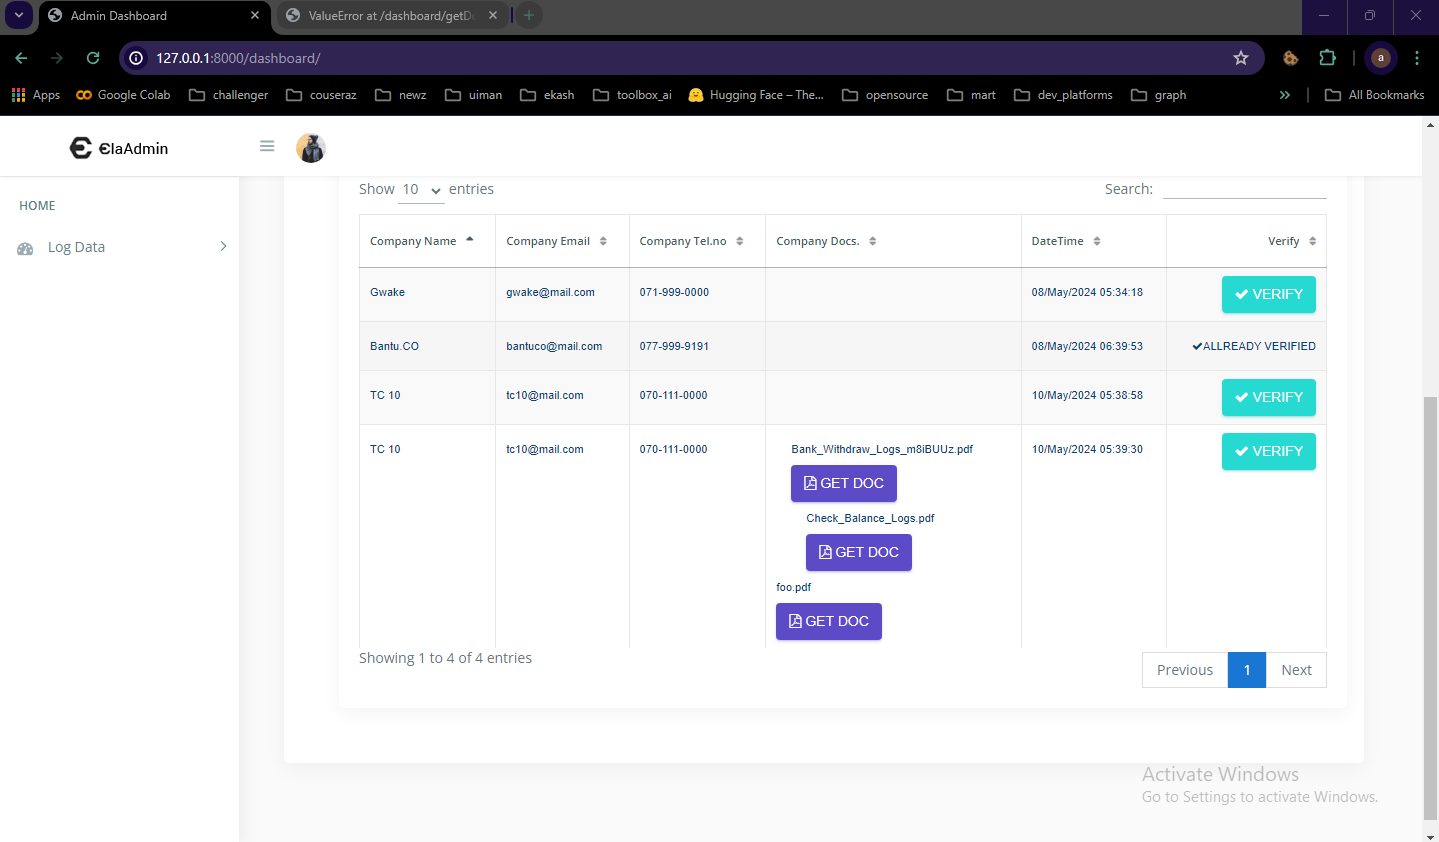 Admin Dashboard
ValueError at /dashboard/getDo
127.0.0.1:8000/dashboard/
a
Apps
Google Colab
challenger
couseraz
newz
uiman
ekash
toolbox_ai
Hugging Face – The...
opensource
mart
dev_platforms
graph
All Bookmarks
ElaAdmin
HOME
Log Data
Show 10 entries
Search:
Company Name Company Email Company Tel.no Company Docs. DateTime Verify
Gwake gwake@mail.com 071-999-0000 08/May/2024 05:34:18 VERIFY
Bantu.CO bantuco@mail.com 077-999-9191 08/May/2024 06:39:53 ALLREADY VERIFIED
TC 10 tc10@mail.com 070-111-0000 10/May/2024 05:38:58 VERIFY
TC 10 tc10@mail.com 070-111-0000 Bank_Withdraw_Logs_m8iBUUz.pdf 10/May/2024 05:39:30 VERIFY
GET DOC
Check_Balance_Logs.pdf
GET DOC
foo.pdf
GET DOC
Showing 1 to 4 of 4 entries
Previous 1 Next
Activate Windows
Go to Settings to activate Windows.